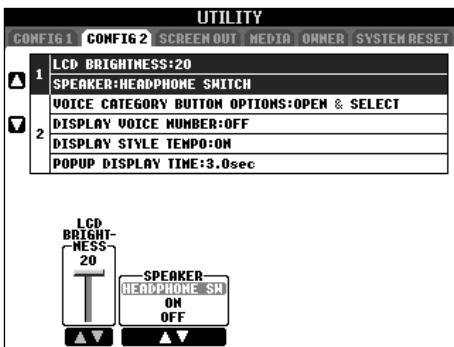 UTILITY
CONFIG 1 CONFIG 2 SCREEN OUT MEDIA OWNER SYSTEM RESET
1
LCD BRIGHTNESS:20
SPEAKER:HEADPHONE SWITCH
2
VOICE CATEGORY BUTTON OPTIONS:OPEN & SELECT
DISPLAY VOICE NUMBER:OFF
DISPLAY STYLE TEMPO:ON
POPUP DISPLAY TIME:3.0sec
LCD
BRIGHT-
NESS
20
SPEAKER
HEADPHONE SW
ON
OFF